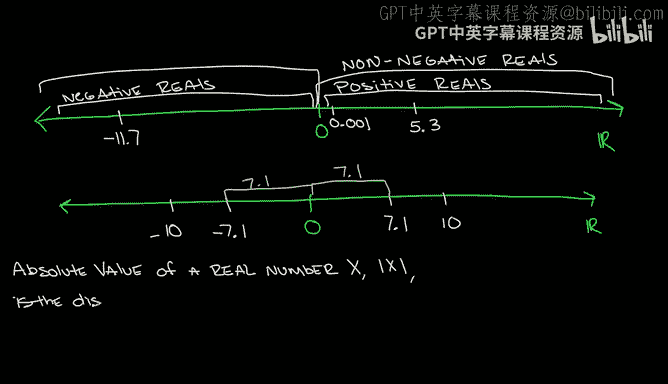 GPT中英字幕课程资源@bilibili.com
GPT中英字幕课程资源 bilibili
NON-NEGATIVE REALS
NEGATIVE REALS POSITIVE REALS
-11.7 0 0.001 5.3 IR
7.1 7.1
-10 -7.1 0 7.1 10 IR
ABSOLUTE VALUE OF A REAL NUMBER X, |X|,
is the dis